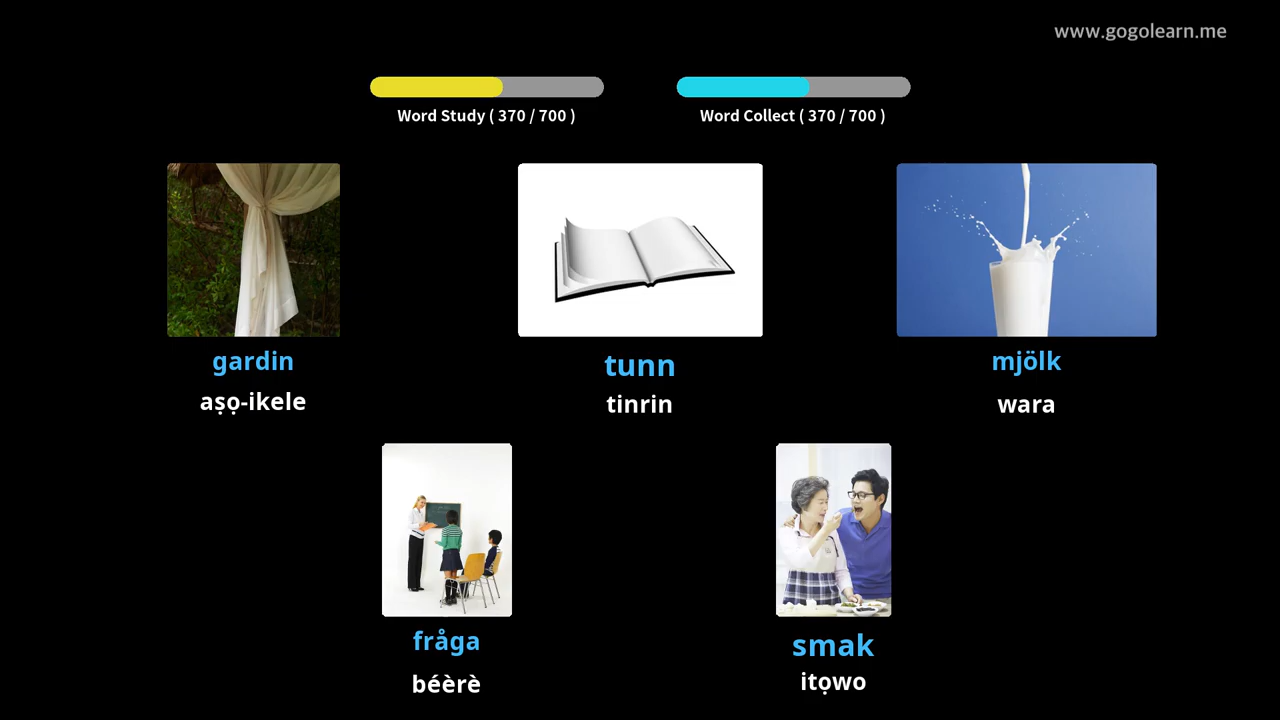 www.gogolearn.me
Word Study ( 370 / 700 )
Word Collect ( 370 / 700 )
gardin
aṣọ-ikele
tunn
tinrin
mjölk
wara
fråga
béèrè
smak
itọwo